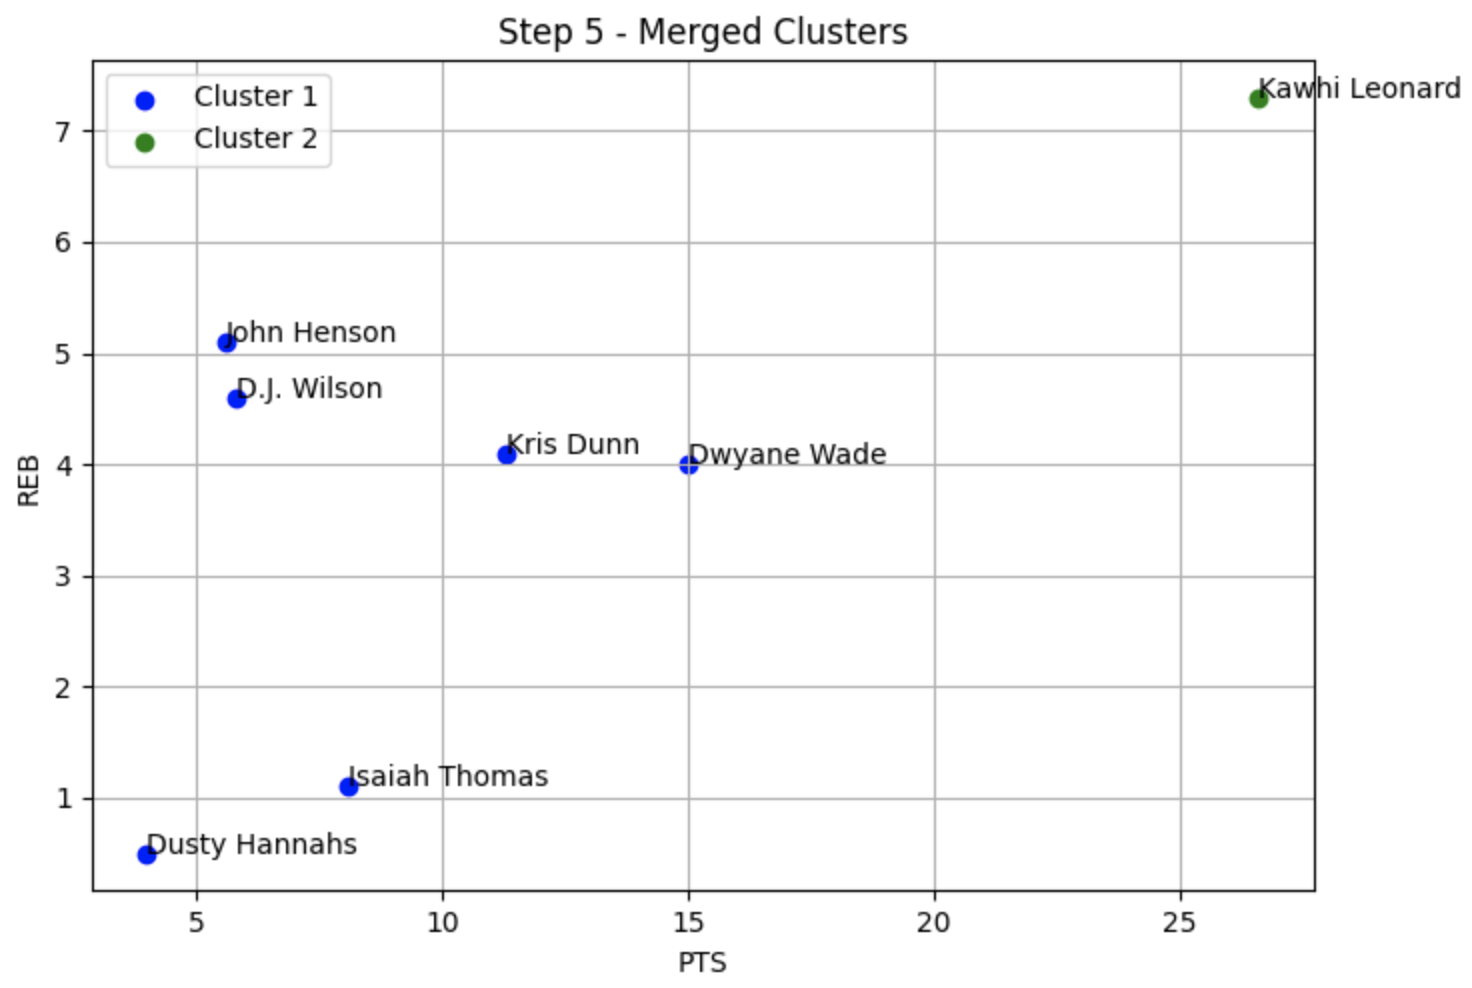 Step 5 - Merged Clusters
Cluster 1
Cluster 2
Kawhi Leonard
John Henson
D.J. Wilson
Kris Dunn
Dwyane Wade
Isaiah Thomas
Dusty Hannahs
7
6
5
4
3
2
1
REB
5
10
15
20
25
PTS